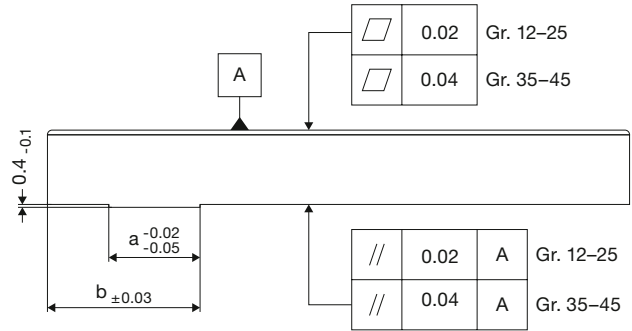 0.02 Gr. 12–25
A
0.04 Gr. 35–45
0.4 -0.1
a -0.02 -0.05
// 0.02 A Gr. 12–25
b ±0.03
// 0.04 A Gr. 35–45